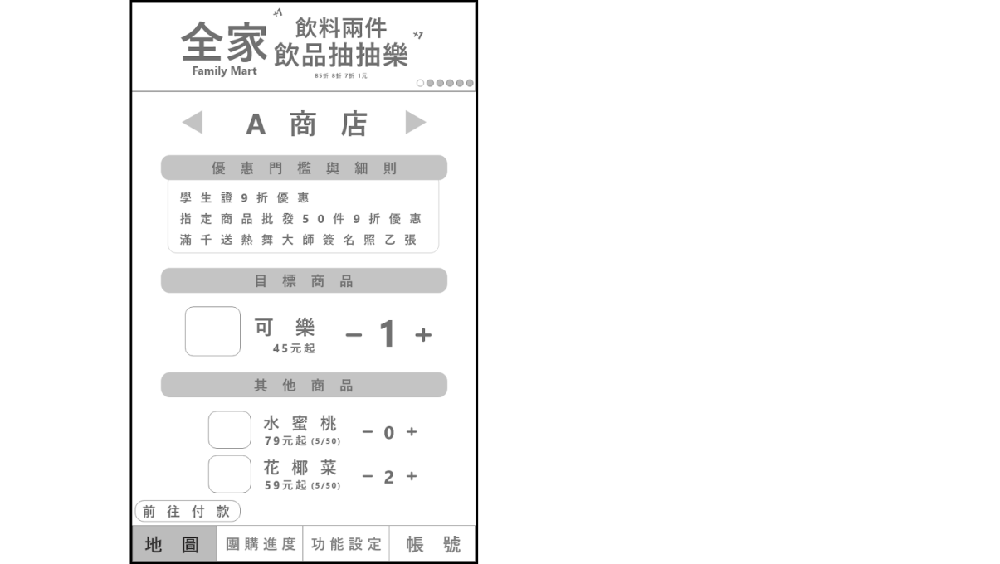 全家
Family Mart
+1
飲料兩件
飲品抽抽樂
85折 8折 7折 1元
A 商店
優惠門檻與細則
學生證9折優惠
指定商品批發50件9折優惠
滿千送熱舞大師簽名照乙張
目標商品
可樂
45元起
- 1 +
其他商品
水蜜桃
79元起 (5/50)
- 0 +
花椰菜
59元起 (5/50)
- 2 +
前往付款
地圖
團購進度
功能設定
帳號